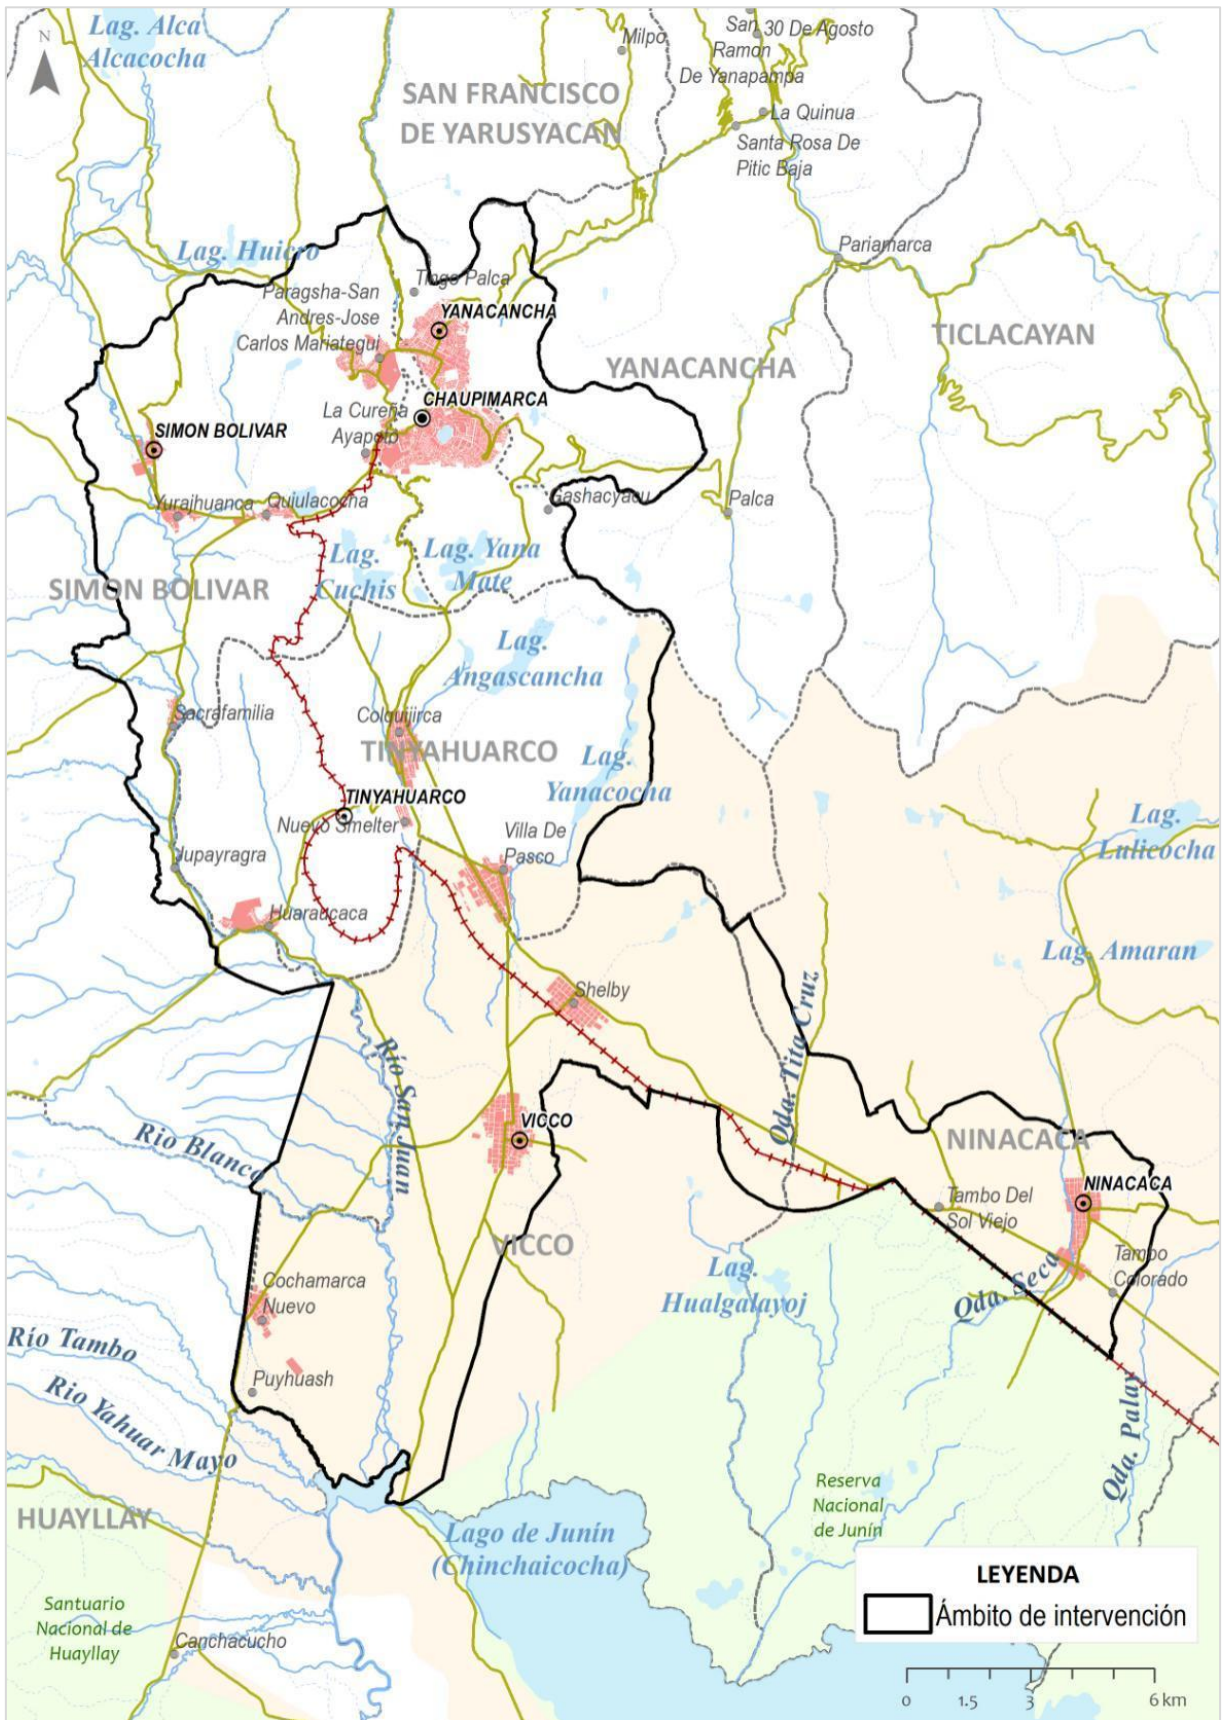 Lag. Alca
Alcacocha
N
Milpo
San
Ramon
De Yanapampa
30 De Agosto
SAN FRANCISCO
DE YARUSYACAN
La Quinua
Santa Rosa De
Pitic Baja
Lag. Huicro
Pariamarca
Tingo Palca
Paragsha-San
Andres-Jose
Carlos Mariategui
YANACANCHA
TICLACAYAN
YANACANCHA
La Cureña
Ayapoto
CHAUPIMARCA
SIMON BOLIVAR
Yurajhuanca
Quiulacocha
Gashacyacu
Palca
Lag.
Cuchis
Lag. Yana
Mate
SIMON BOLIVAR
Lag.
Angascancha
Sacrafamilia
Colquijirca
TINYAHUARCO
Lag.
Yanacocha
TINYAHUARCO
Nuevo Smelter
Villa De
Pasco
Lag.
Lulicocha
Jupayragra
Huaraucaca
Lag. Amaran
Shelby
Qda. Tita Cruz
Río San Juan
Rio Blanco
VICCO
NINACACA
NINACACA
Tambo Del
Sol Viejo
VICCO
Tambo
Colorado
Lag.
Hualgalayoj
Qda. Seca
Cochamarca
Nuevo
Río Tambo
Puyhuash
Rio Yahuar Mayo
Qda. Palay
Reserva
Nacional
de Junín
HUAYLLAY
Lago de Junín
(Chinchaicocha)
Santuario
Nacional de
Huayllay
Canchacucho
LEYENDA
Ámbito de intervención
0 1.5 3 6 km